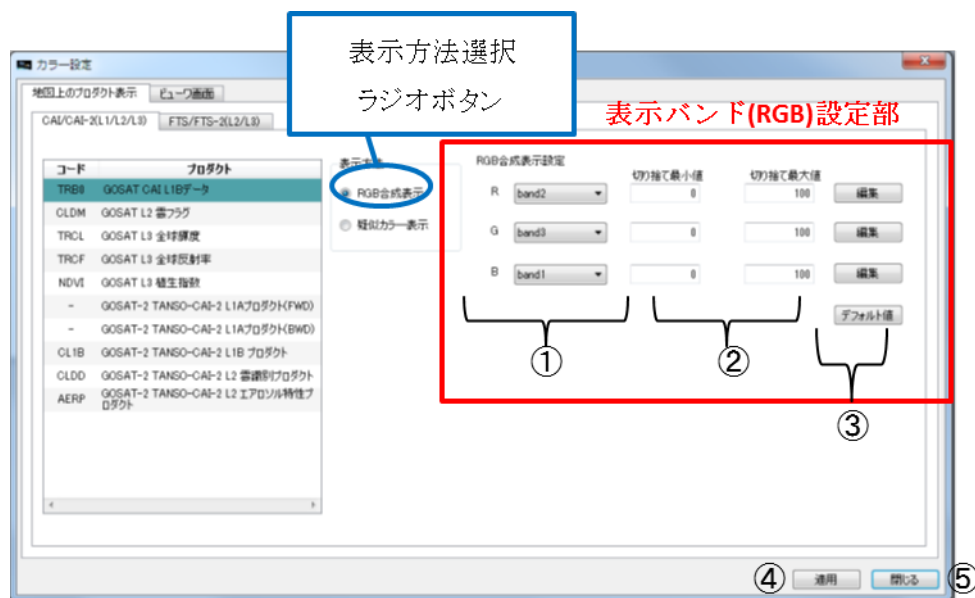 表示方法選択
ラジオボタン
カラー設定
地図上のプロダクト表示 ビューワ画面
CAI/CAI-2(L1/L2/L3) FTS/FTS-2(L2/L3)
表示バンド(RGB)設定部
コード プロダクト
TRB0 GOSAT CAI L1Bデータ
CLDM GOSAT L2 雲フラグ
TRCL GOSAT L3 全球輝度
TRCF GOSAT L3 全球反射率
NDVI GOSAT L3 植生指数
- GOSAT-2 TANSO-CAI-2 L1Aプロダクト(FWD)
- GOSAT-2 TANSO-CAI-2 L1Aプロダクト(BWD)
CL1B GOSAT-2 TANSO-CAI-2 L1B プロダクト
CLDD GOSAT-2 TANSO-CAI-2 L2 雲識別プロダクト
AERP GOSAT-2 TANSO-CAI-2 L2 エアロゾル特性プ
ロダクト
表示方法
RGB合成表示
疑似カラー表示
RGB合成表示設定
切り捨て最小値 切り捨て最大値
R band2 0 100 編集
G band3 0 100 編集
B band1 0 100 編集
デフォルト値
① ② ③
④ 適用 閉じる ⑤